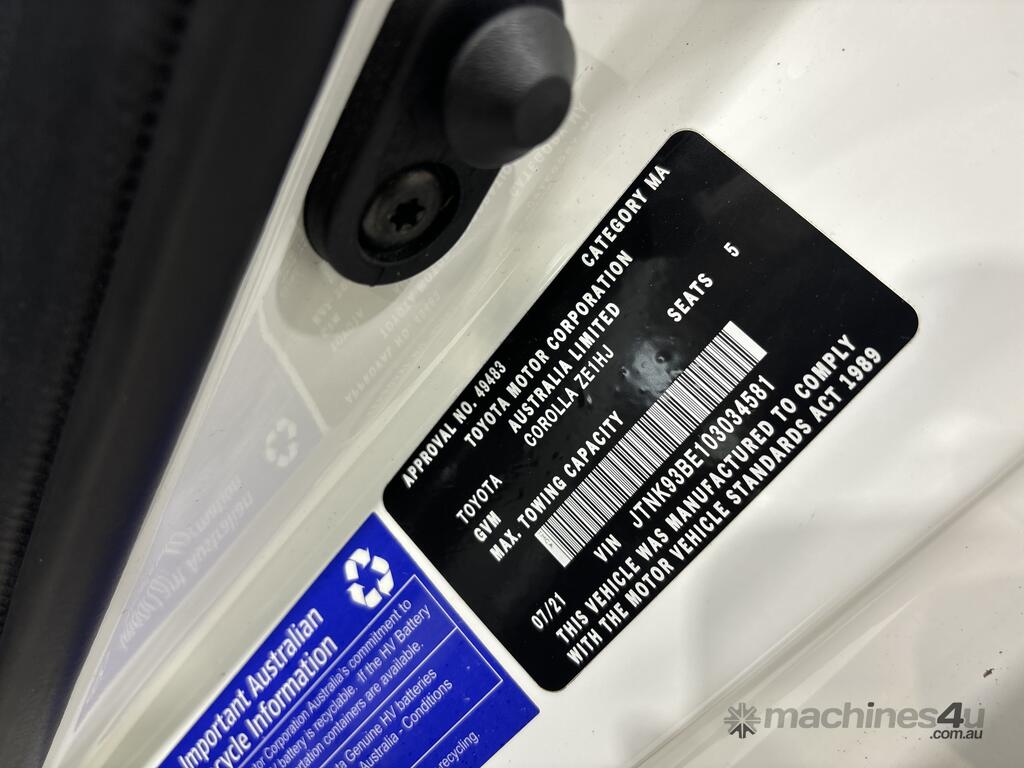 APPROVAL NO. 49483 CATEGORY MA
TOYOTA MOTOR CORPORATION
AUSTRALIA LIMITED
TOYOTA COROLLA ZE1HJ
GVM SEATS 5
MAX. TOWING CAPACITY
VIN JTNK93BE103034581
07/21
THIS VEHICLE WAS MANUFACTURED TO COMPLY
WITH THE MOTOR VEHICLE STANDARDS ACT 1989
Important Australian
cycle Information
Corporation Australia's commitment to
battery is recyclable. If the HV Battery
containers are available.
Genuine HV batteries
Australia - Conditions
recycling.
machines4u
.com.au